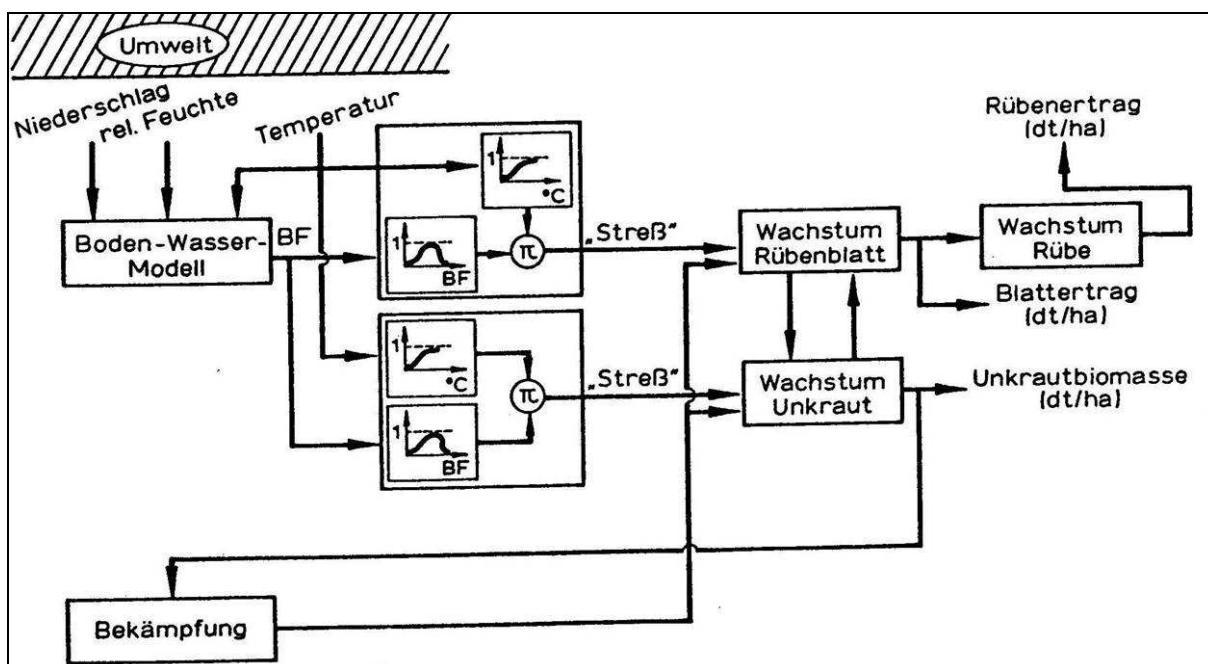 Umwelt
Niederschlag
rel. Feuchte
Temperatur
Rübenertrag
(dt/ha)
1
°C
Boden-Wasser-
Modell
BF
1
BF
π
„Streß"
Wachstum
Rübenblatt
Wachstum
Rübe
Blattertrag
(dt/ha)
1
°C
1
BF
π
„Streß"
Wachstum
Unkraut
Unkrautbiomasse
(dt/ha)
Bekämpfung